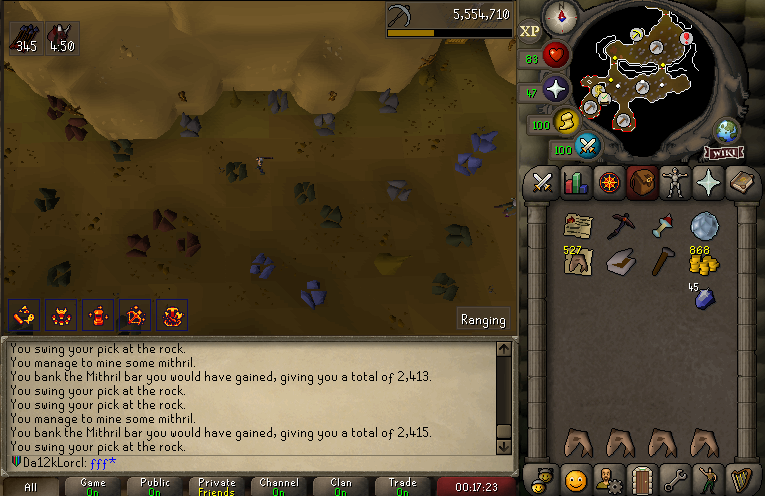 345
4:50
5,554,710
XP
83
47
100
100
WIKI
527
868
45
Ranging
You swing your pick at the rock.
You manage to mine some mithril.
You bank the Mithril bar you would have gained, giving you a total of 2,413.
You swing your pick at the rock.
You swing your pick at the rock.
You manage to mine some mithril.
You bank the Mithril bar you would have gained, giving you a total of 2,415.
You swing your pick at the rock.
Da12kLorcl: fff*
All
Game
On
Public
On
Private
Friends
Channel
On
Clan
On
Trade
On
00:17:23